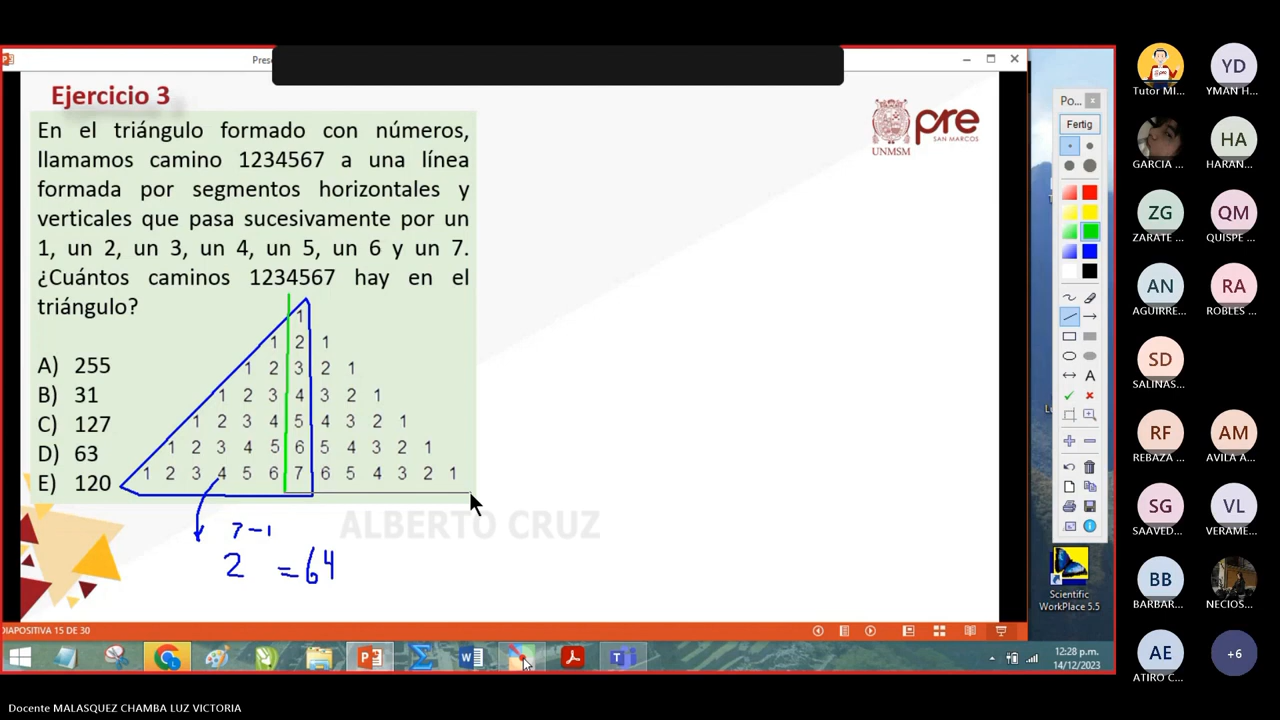 Prese
Ejercicio 3
En el triángulo formado con números,
llamamos camino 1234567 a una línea
formada por segmentos horizontales y
verticales que pasa sucesivamente por un
1, un 2, un 3, un 4, un 5, un 6 y un 7.
¿Cuántos caminos 1234567 hay en el
triángulo?
A) 255
B) 31
C) 127
D) 63
E) 120
1
1 2 1
1 2 3 2 1
1 2 3 4 3 2 1
1 2 3 4 5 4 3 2 1
1 2 3 4 5 6 5 4 3 2 1
1 2 3 4 5 6 7 6 5 4 3 2 1
7-1
2 = 64
ALBERTO CRUZ
UNMSM
pre
SAN MARCOS
DIAPOSITIVA 15 DE 30
Po...
Fertig
A
Scientific
WorkPlace 5.5
12:28 p.m.
14/12/2023
Tutor MI...
YD
YMAN H...
GARCIA ...
HA
HARAN...
ZG
ZARATE ...
QM
QUISPE ...
AN
AGUIRRE...
RA
ROBLES ...
SD
SALINAS...
RF
REBAZA ...
AM
AVILA A...
SG
SAAVED...
VL
VERAME...
BB
BARBAR...
NECIOS...
AE
ATIRO C...
+6
Docente MALASQUEZ CHAMBA LUZ VICTORIA